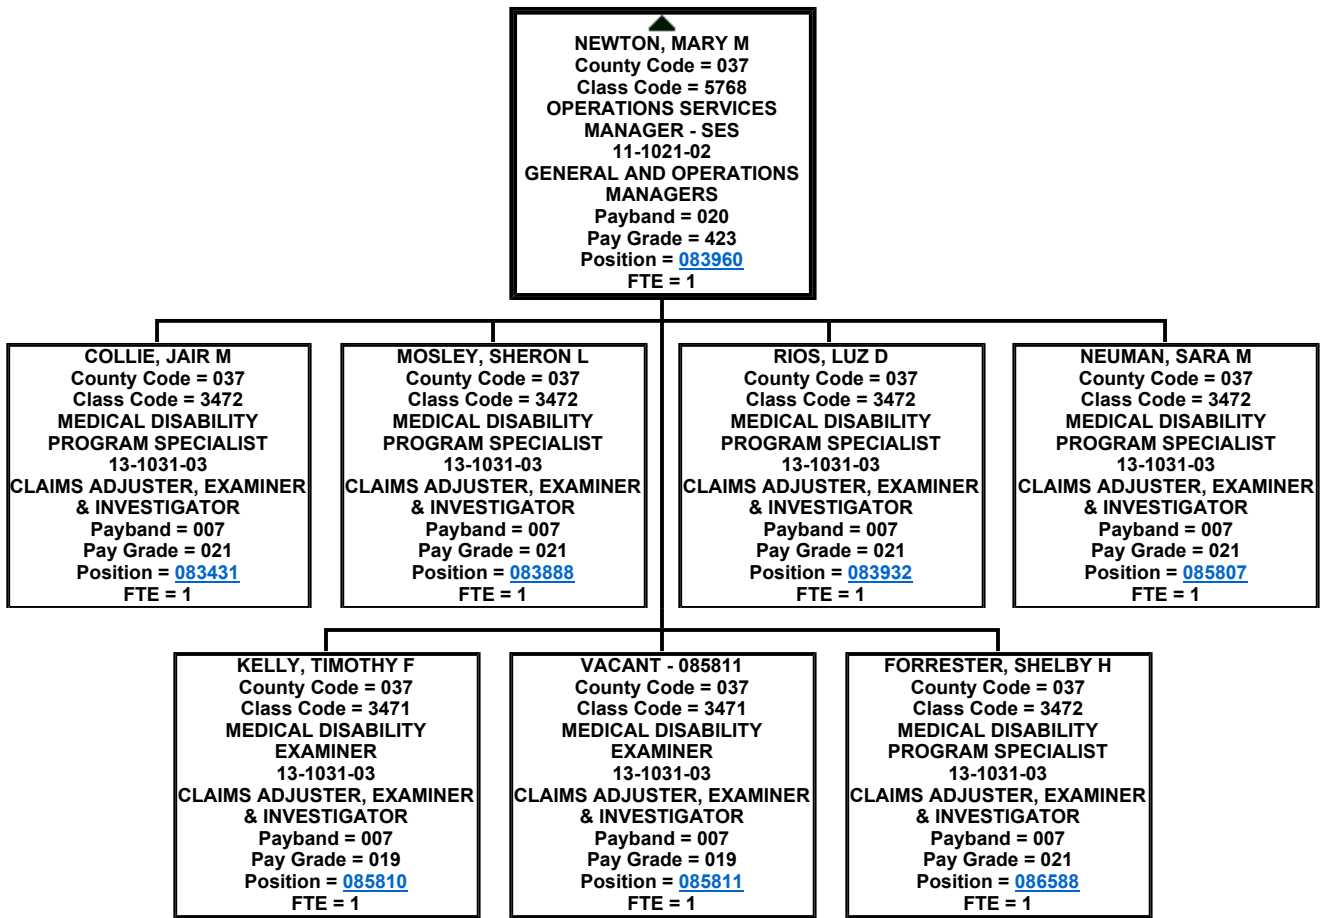 NEWTON, MARY M
County Code = 037
Class Code = 5768
OPERATIONS SERVICES
MANAGER - SES
11-1021-02
GENERAL AND OPERATIONS
MANAGERS
Payband = 020
Pay Grade = 423
Position = 083960
FTE = 1
COLLIE, JAIR M
County Code = 037
Class Code = 3472
MEDICAL DISABILITY
PROGRAM SPECIALIST
13-1031-03
CLAIMS ADJUSTER, EXAMINER
& INVESTIGATOR
Payband = 007
Pay Grade = 021
Position = 083431
FTE = 1
MOSLEY, SHERON L
County Code = 037
Class Code = 3472
MEDICAL DISABILITY
PROGRAM SPECIALIST
13-1031-03
CLAIMS ADJUSTER, EXAMINER
& INVESTIGATOR
Payband = 007
Pay Grade = 021
Position = 083888
FTE = 1
RIOS, LUZ D
County Code = 037
Class Code = 3472
MEDICAL DISABILITY
PROGRAM SPECIALIST
13-1031-03
CLAIMS ADJUSTER, EXAMINER
& INVESTIGATOR
Payband = 007
Pay Grade = 021
Position = 083932
FTE = 1
NEUMAN, SARA M
County Code = 037
Class Code = 3472
MEDICAL DISABILITY
PROGRAM SPECIALIST
13-1031-03
CLAIMS ADJUSTER, EXAMINER
& INVESTIGATOR
Payband = 007
Pay Grade = 021
Position = 085807
FTE = 1
KELLY, TIMOTHY F
County Code = 037
Class Code = 3471
MEDICAL DISABILITY
EXAMINER
13-1031-03
CLAIMS ADJUSTER, EXAMINER
& INVESTIGATOR
Payband = 007
Pay Grade = 019
Position = 085810
FTE = 1
VACANT - 085811
County Code = 037
Class Code = 3471
MEDICAL DISABILITY
EXAMINER
13-1031-03
CLAIMS ADJUSTER, EXAMINER
& INVESTIGATOR
Payband = 007
Pay Grade = 019
Position = 085811
FTE = 1
FORRESTER, SHELBY H
County Code = 037
Class Code = 3472
MEDICAL DISABILITY
PROGRAM SPECIALIST
13-1031-03
CLAIMS ADJUSTER, EXAMINER
& INVESTIGATOR
Payband = 007
Pay Grade = 021
Position = 086588
FTE = 1